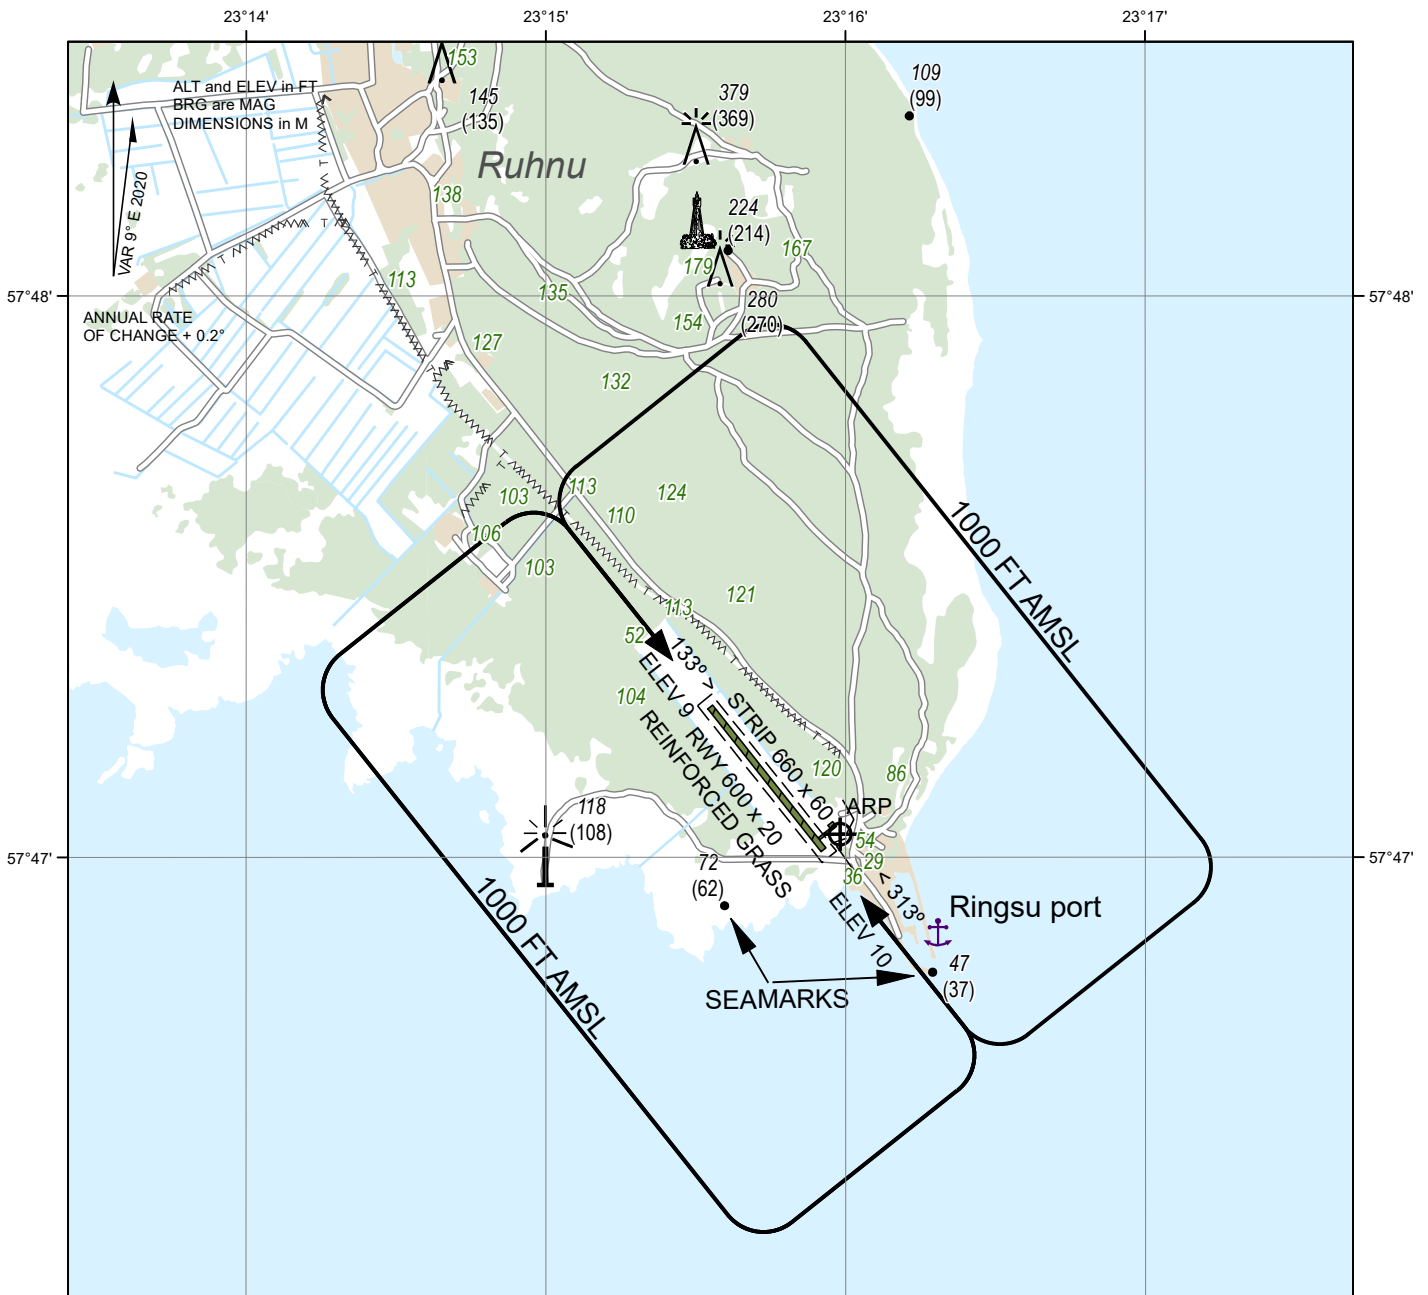 23°14'
23°15'
23°16'
23°17'
153
ALT and ELEV in FT
BRG are MAG
DIMENSIONS in M
145
(135)
379
(369)
109
(99)
Ruhnu
VAR 9° E 2020
138
224
(214)
167
179
113
135
57°48'
57°48'
280
(270)
154
ANNUAL RATE
OF CHANGE + 0.2°
127
132
103
113
124
110
106
103
1000 FT AMSL
121
113
52
133° >
104
ELEV 9
STRIP 660 x 60
RWY 600 x 20
REINFORCED GRASS
120
86
118
(108)
ARP
54
57°47'
57°47'
72
(62)
29
36
< 313°
ELEV 10
Ringsu port
1000 FT AMSL
47
(37)
SEAMARKS